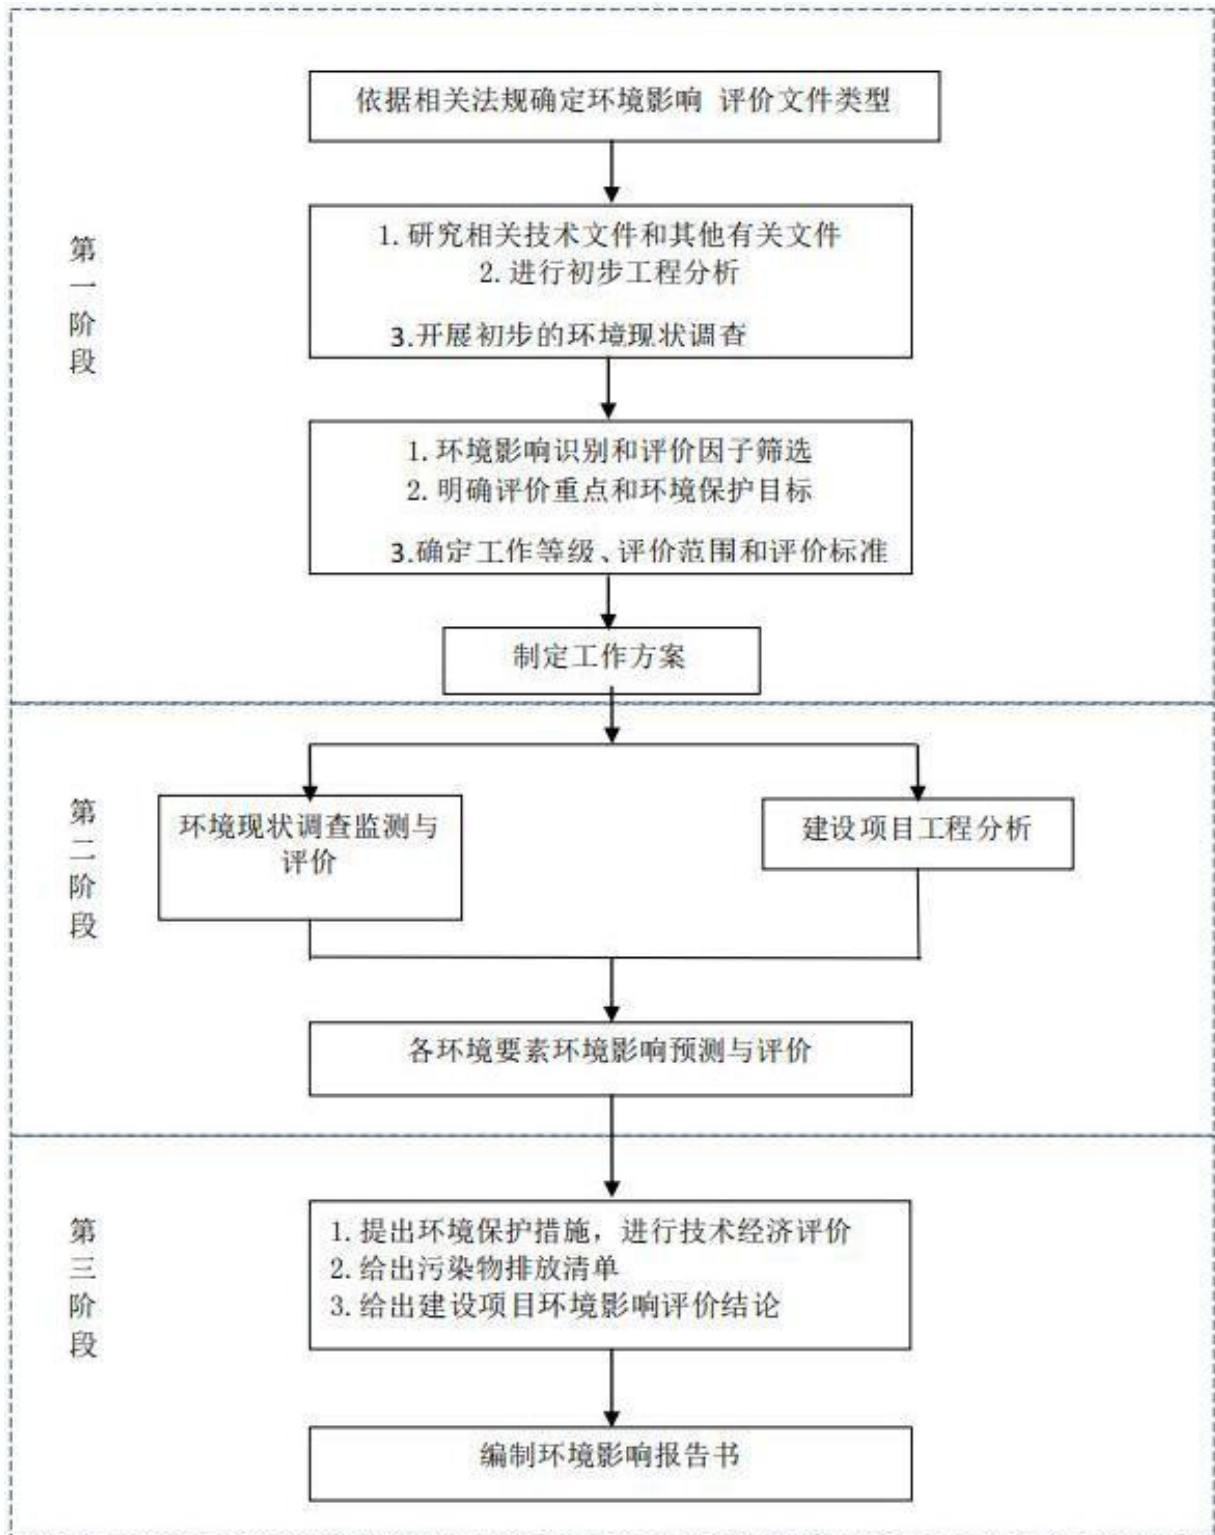 依据相关法规确定环境影响 评价文件类型
第一阶段
1.研究相关技术文件和其他有关文件
2.进行初步工程分析
3.开展初步的环境现状调查
1.环境影响识别和评价因子筛选
2.明确评价重点和环境保护目标
3.确定工作等级、评价范围和评价标准
制定工作方案
第二阶段
环境现状调查监测与
评价
建设项目工程分析
各环境要素环境影响预测与评价
第三阶段
1.提出环境保护措施，进行技术经济评价
2.给出污染物排放清单
3.给出建设项目环境影响评价结论
编制环境影响报告书